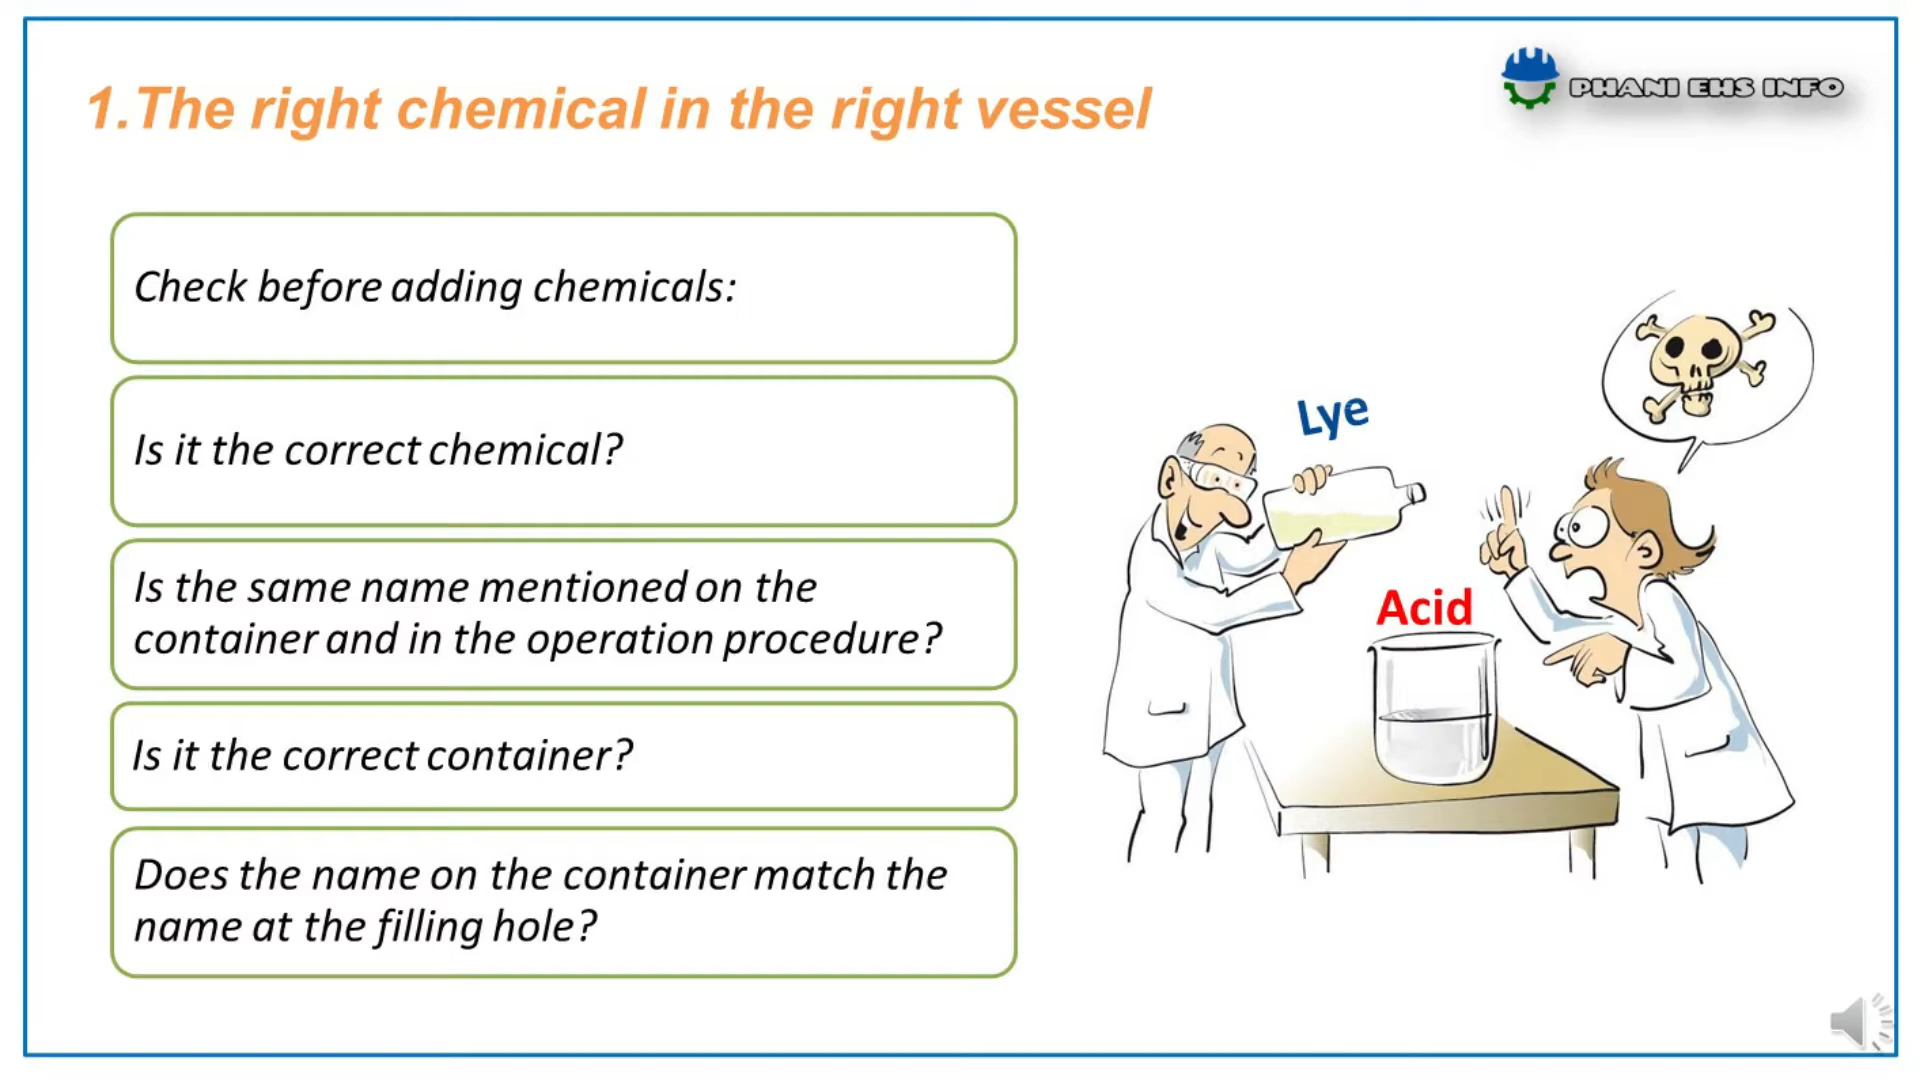 1.The right chemical in the right vessel
PHANI EHS INFO
Check before adding chemicals:
Is it the correct chemical?
Is the same name mentioned on the
container and in the operation procedure?
Is it the correct container?
Does the name on the container match the
name at the filling hole?
Lye
Acid